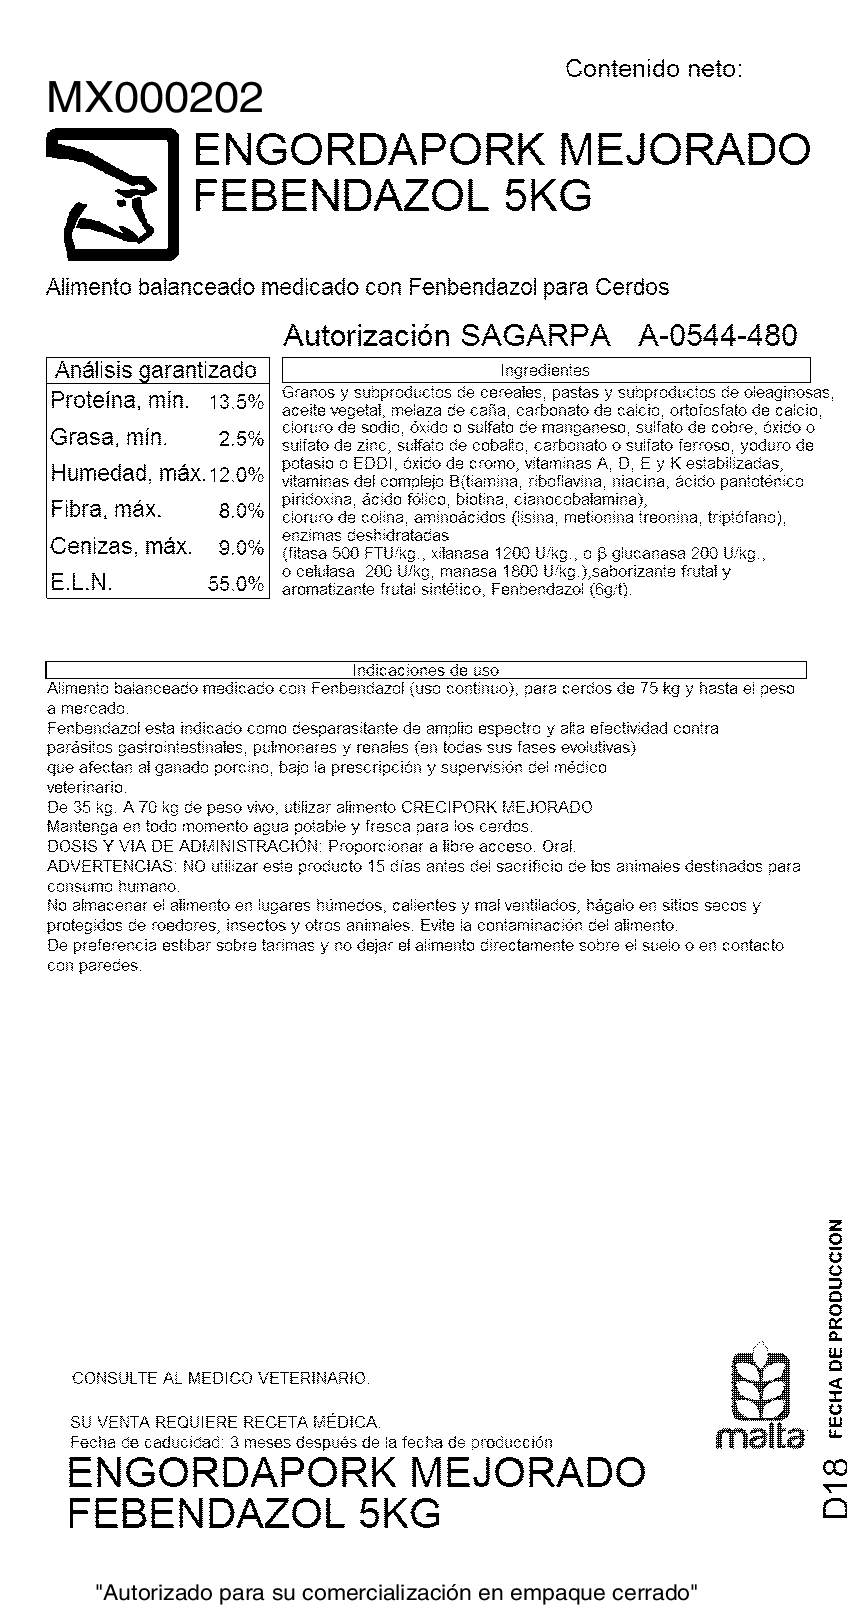 Contenido neto:
MX000202
ENGORDAPORK MEJORADO
FEBENDAZOL 5KG
Alimento balanceado medicado con Fenbendazol para Cerdos
Autorización SAGARPA A-0544-480
Análisis garantizado
Proteína, mín. 13.5%
Grasa, mín. 2.5%
Humedad, máx. 12.0%
Fibra, máx. 8.0%
Cenizas, máx. 9.0%
E.L.N. 55.0%
Ingredientes
Granos y subproductos de cereales, pastas y subproductos de oleaginosas,
aceite vegetal, melaza de caña, carbonato de calcio, ortofosfato de calcio,
cloruro de sodio, óxido o sulfato de manganeso, sulfato de cobre, óxido o
sulfato de zinc, sulfato de cobalto, carbonato o sulfato ferroso, yoduro de
potasio o EDDI, óxido de cromo, vitaminas A, D, E y K estabilizadas,
vitaminas del complejo B(tiamina, riboflavina, niacina, ácido pantoténico
piridoxina, ácido fólico, biotina, cianocobalamina),
cloruro de colina, aminoácidos (lisina, metionina treonina, triptófano),
enzimas deshidratadas
(fitasa 500 FTU/kg., xilanasa 1200 U/kg., o β glucanasa 200 U/kg.,
o celulasa 200 U/kg, manasa 1800 U/kg.),saborizante frutal y
aromatizante frutal sintético, Fenbendazol (6g/t).
Indicaciones de uso
Alimento balanceado medicado con Fenbendazol (uso continuo), para cerdos de 75 kg y hasta el peso
a mercado.
Fenbendazol esta indicado como desparasitante de amplio espectro y alta efectividad contra
parásitos gastrointestinales, pulmonares y renales (en todas sus fases evolutivas)
que afectan al ganado porcino, bajo la prescripción y supervisión del médico
veterinario.
De 35 kg. A 70 kg de peso vivo, utilizar alimento CRECIPORK MEJORADO
Mantenga en todo momento agua potable y fresca para los cerdos.
DOSIS Y VIA DE ADMINISTRACIÓN: Proporcionar a libre acceso. Oral.
ADVERTENCIAS: NO utilizar este producto 15 días antes del sacrificio de los animales destinados para
consumo humano.
No almacenar el alimento en lugares húmedos, calientes y mal ventilados, hágalo en sitios secos y
protegidos de roedores, insectos y otros animales. Evite la contaminación del alimento.
De preferencia estibar sobre tarimas y no dejar el alimento directamente sobre el suelo o en contacto
con paredes.
FECHA DE PRODUCCION
D18
CONSULTE AL MEDICO VETERINARIO.
SU VENTA REQUIERE RECETA MÉDICA.
Fecha de caducidad: 3 meses después de la fecha de producción
malta
ENGORDAPORK MEJORADO
FEBENDAZOL 5KG
"Autorizado para su comercialización en empaque cerrado"